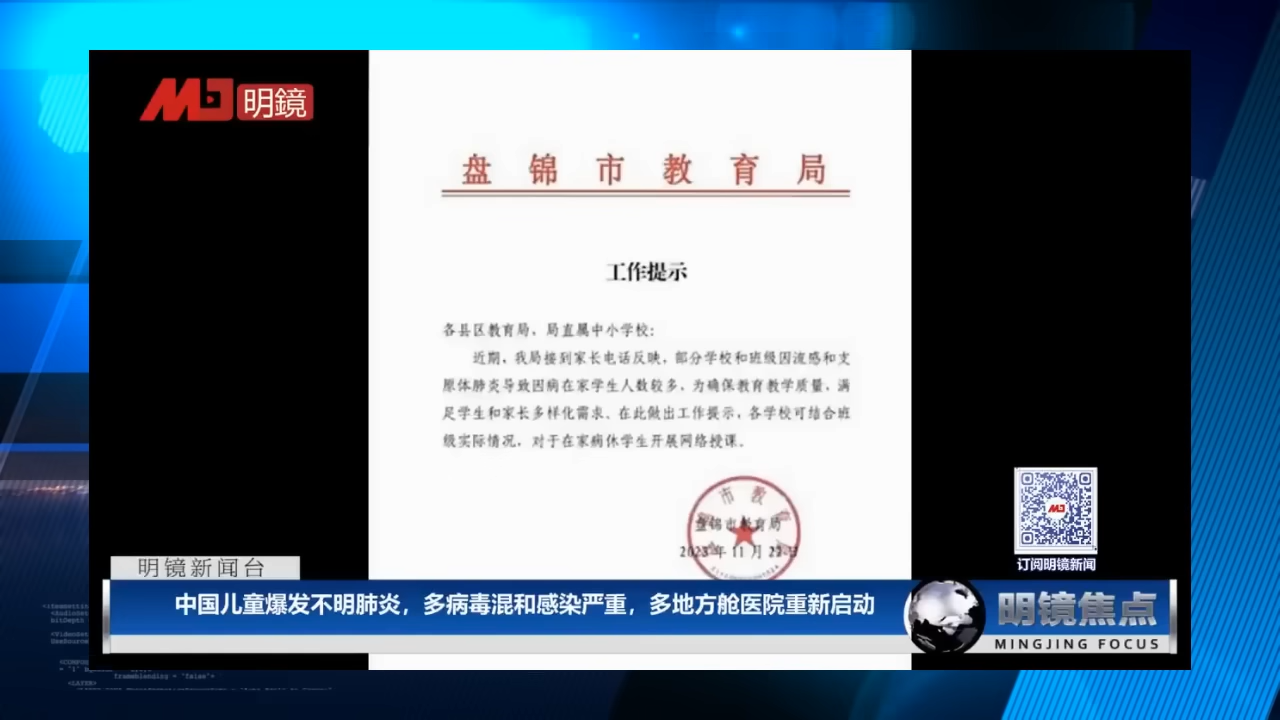 明鏡
盘锦市教育局
工作提示
各县区教育局、局直属中小学校：
近期，我局接到家长电话反映，部分学校和班级因流感和支
原体肺炎导致因病在家学生人数较多，为确保教育教学质量，满
足学生和家长多样化需求、在此做出工作提示，各学校可结合班
级实际情况，对于在家病休学生开展网络授课。
盘锦市教育局
2023年11月22日
订阅明镜新闻
明镜新闻台
中国儿童爆发不明肺炎，多病毒混和感染严重，多地方舱医院重新启动
明镜焦点
MINGJING FOCUS